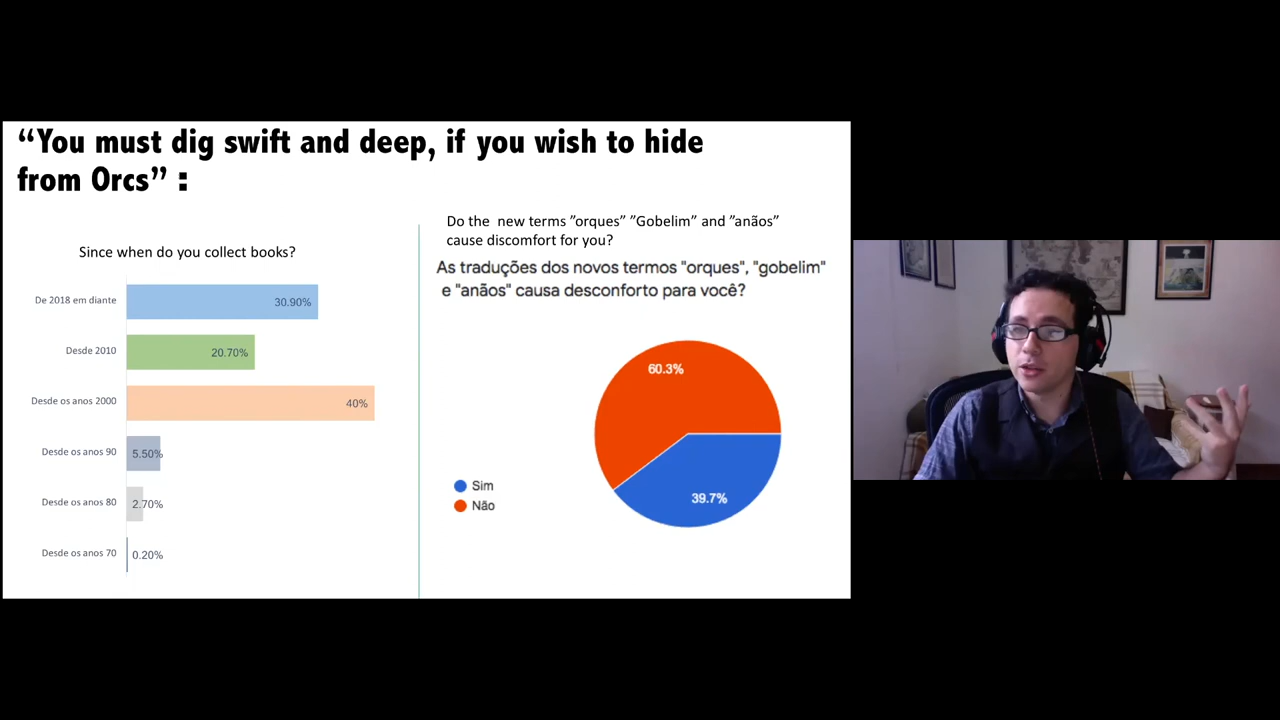 “You must dig swift and deep, if you wish to hide
from Orcs” :
Since when do you collect books?
De 2018 em diante
30.90%
Desde 2010
20.70%
Desde os anos 2000
40%
Desde os anos 90
5.50%
Desde os anos 80
2.70%
Desde os anos 70
0.20%
Do the new terms ”orques” ”Gobelim” and ”anãos”
cause discomfort for you?
As traduções dos novos termos "orques", "gobelim"
e "anãos" causa desconforto para você?
60.3%
39.7%
Sim
Não